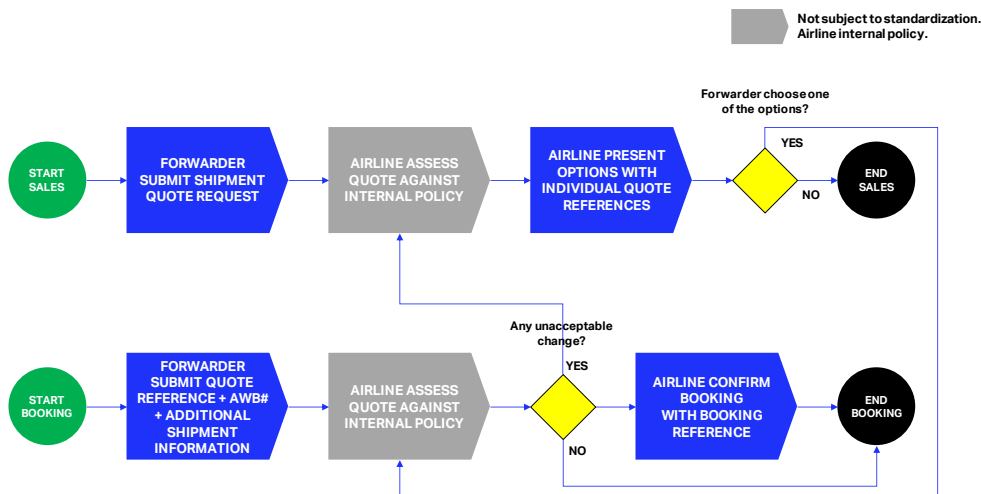 Not subject to standardization.
Airline internal policy.
Forwarder choose one
of the options?
START
SALES
FORWARDER
SUBMIT SHIPMENT
QUOTE REQUEST
AIRLINE ASSESS
QUOTE AGAINST
INTERNAL POLICY
AIRLINE PRESENT
OPTIONS WITH
INDIVIDUAL QUOTE
REFERENCES
YES
NO
END
SALES
Any unacceptable
change?
START
BOOKING
FORWARDER
SUBMIT QUOTE
REFERENCE + AWB#
+ ADDITIONAL
SHIPMENT
INFORMATION
AIRLINE ASSESS
QUOTE AGAINST
INTERNAL POLICY
YES
NO
AIRLINE CONFIRM
BOOKING
WITH BOOKING
REFERENCE
END
BOOKING